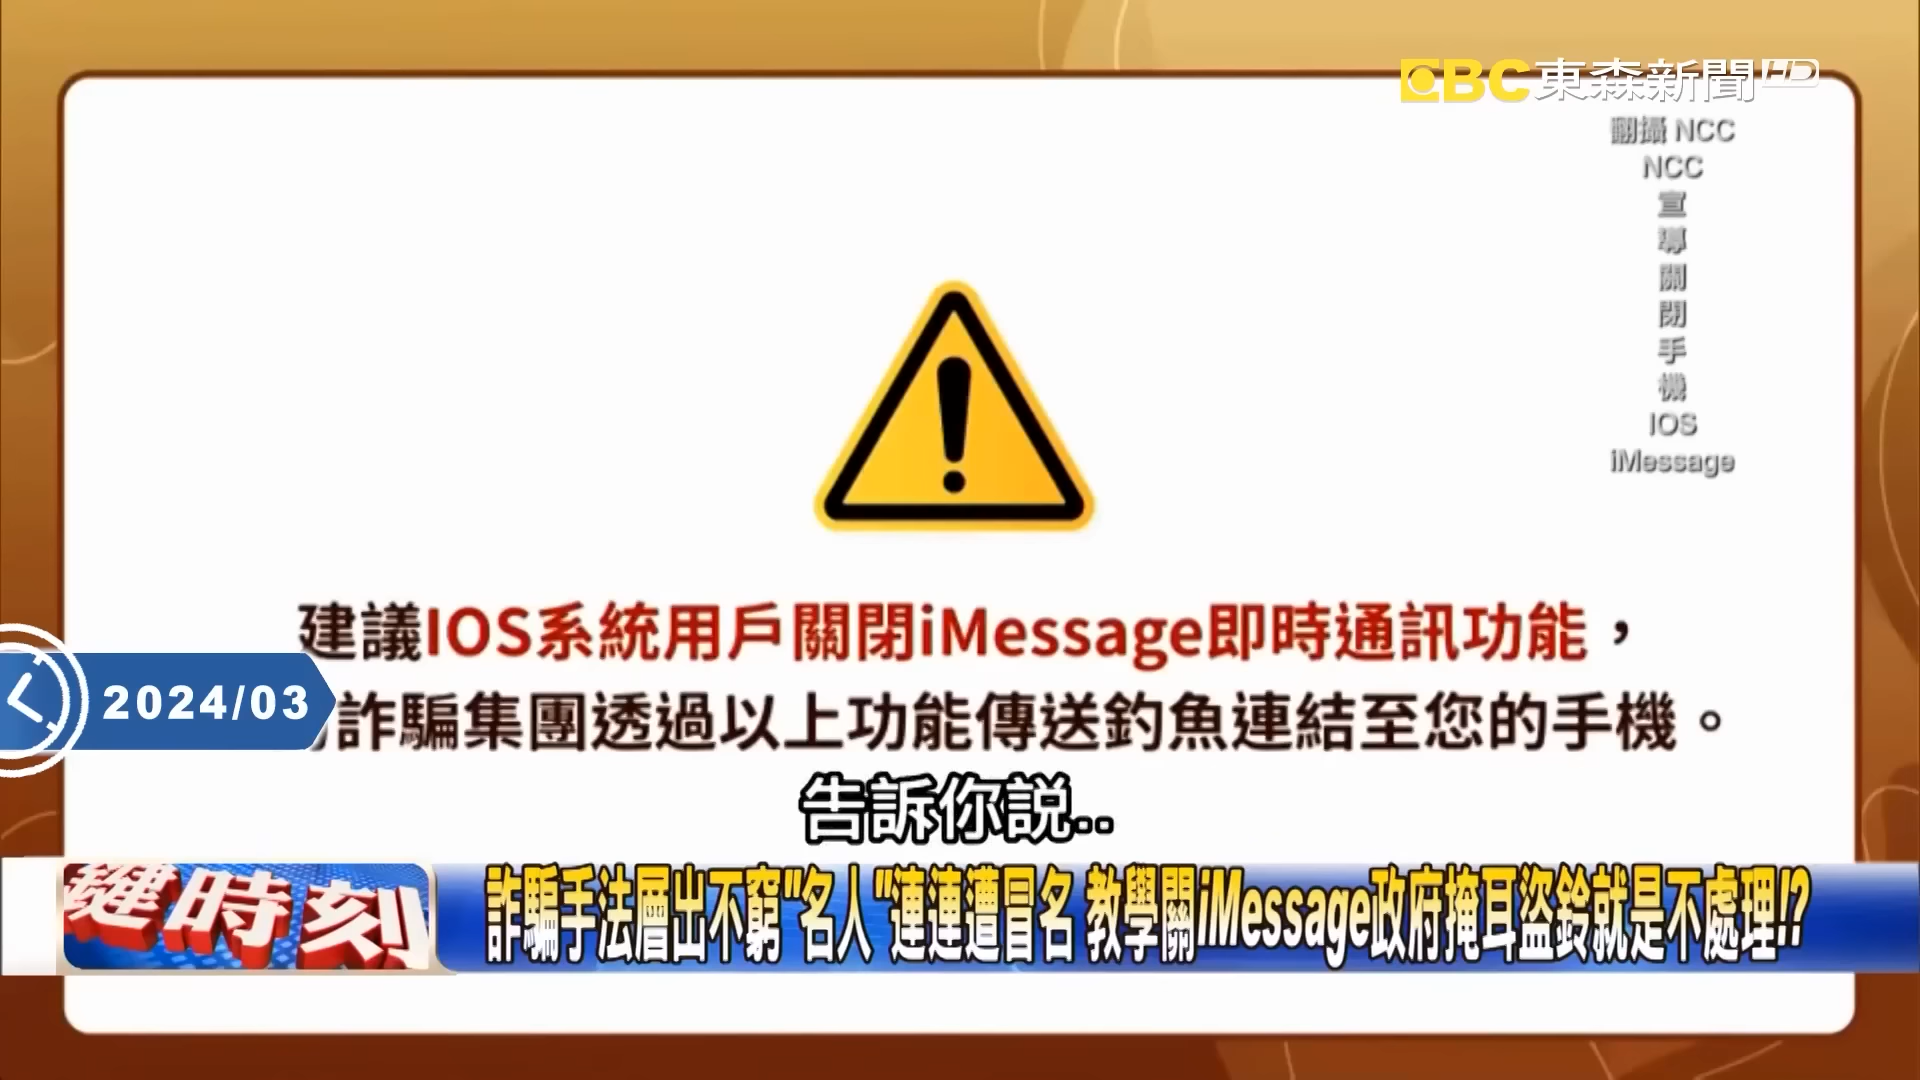 EBC東森新聞HD
翻攝 NCC
NCC
宣
導
關
閉
手
機
IOS
iMessage
建議IOS系統用戶關閉iMessage即時通訊功能，
詐騙集團透過以上功能傳送釣魚連結至您的手機。
2024/03
告訴你説..
鍵時刻
詐騙手法層出不窮"名人"連連遭冒名 教學關iMessage政府掩耳盜鈴就是不處理!?